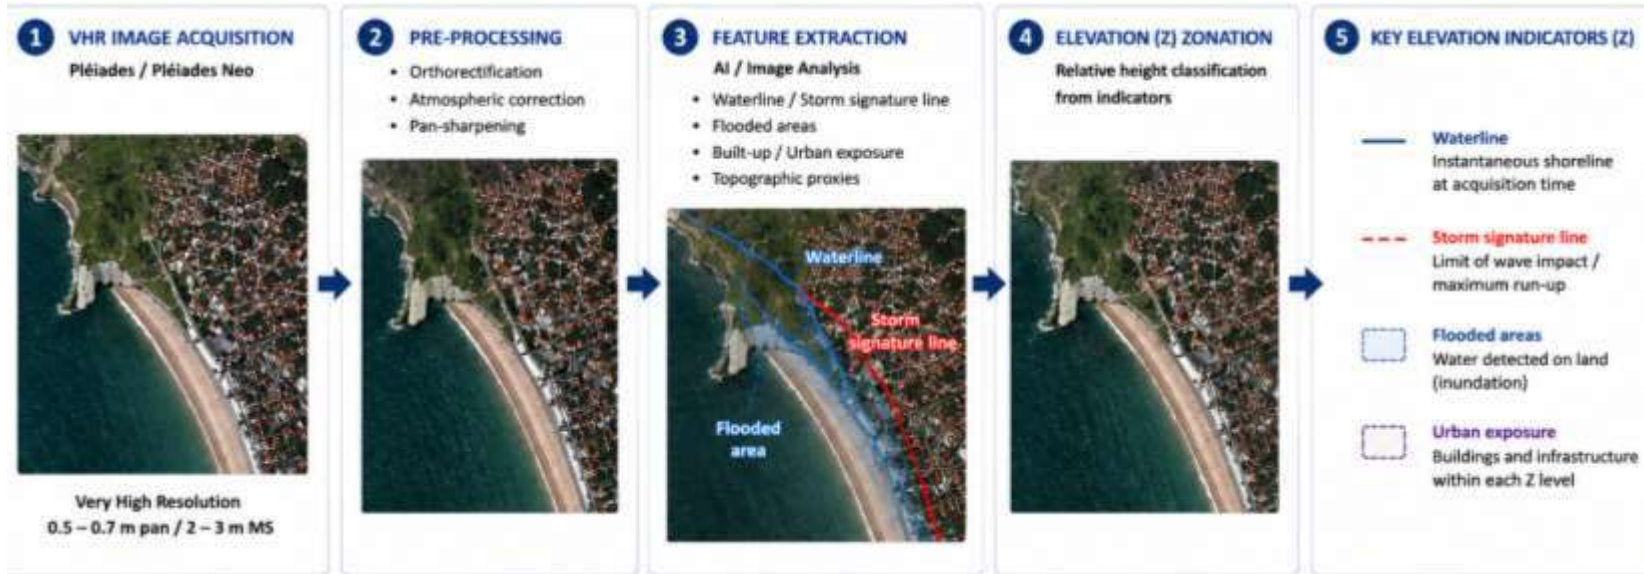 1 VHR IMAGE ACQUISITION
Pléiades / Pléiades Neo
Very High Resolution
0.5 – 0.7 m pan / 2 – 3 m MS
2 PRE-PROCESSING
• Orthorectification
• Atmospheric correction
• Pan-sharpening
3 FEATURE EXTRACTION
AI / Image Analysis
• Waterline / Storm signature line
• Flooded areas
• Built-up / Urban exposure
• Topographic proxies
Waterline
Storm
signature line
Flooded
area
4 ELEVATION (Z) ZONATION
Relative height classification
from indicators
5 KEY ELEVATION INDICATORS (Z)
Waterline
Instantaneous shoreline
at acquisition time
Storm signature line
Limit of wave impact /
maximum run-up
Flooded areas
Water detected on land
(inundation)
Urban exposure
Buildings and infrastructure
within each Z level